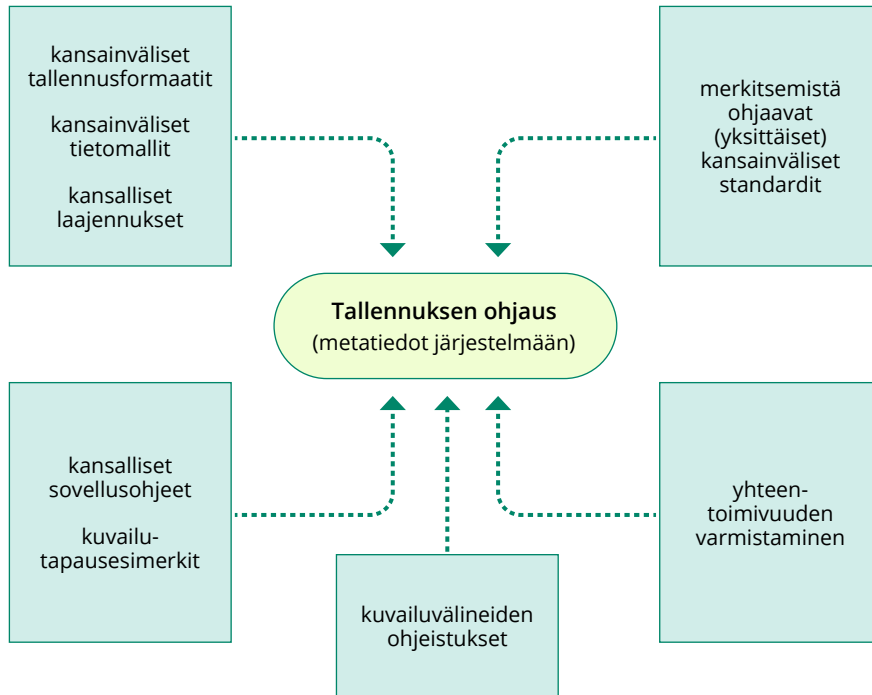 kansainväliset
tallennusformaatit
kansainväliset
tietomallit
kansalliset
laajennukset
merkitsemistä
ohjaavat
(yksittäiset)
kansainväliset
standardit
Tallennuksen ohjaus
(metatiedot järjestelmään)
kansalliset
sovellusohjeet
kuvailu-
tapausesimerkit
kuvailuvälineiden
ohjeistukset
yhteen-
toimivuuden
varmistaminen